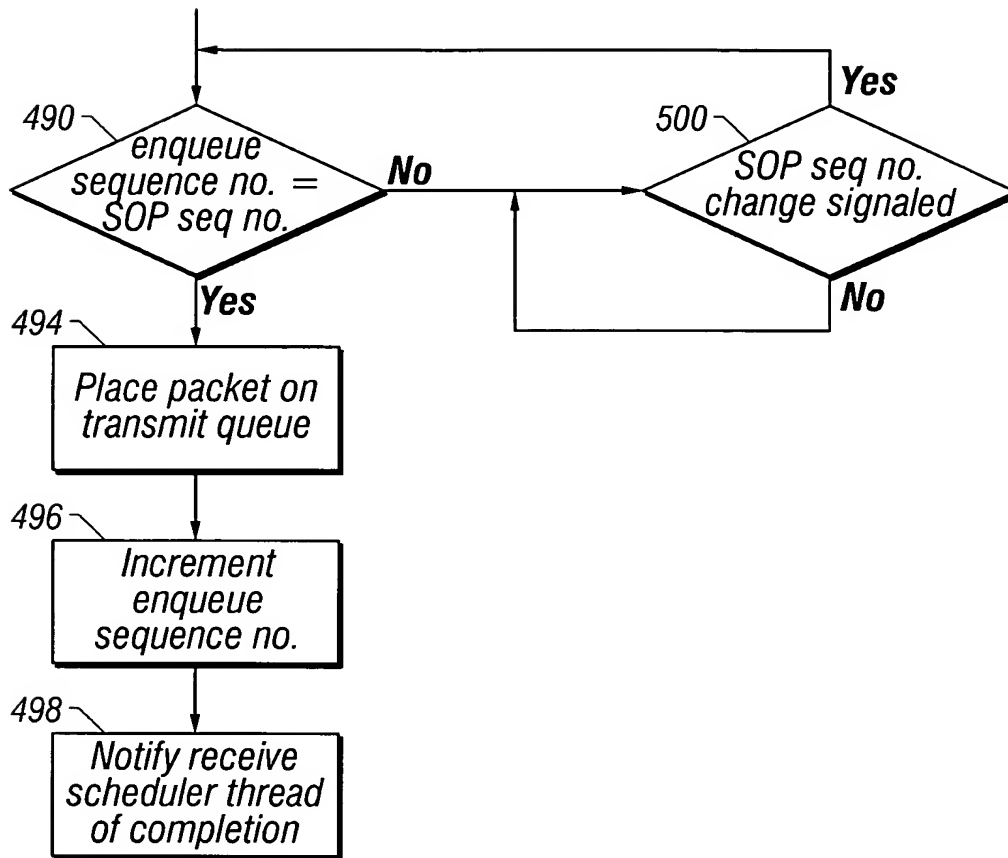 490
enqueue
sequence no. =
SOP seq no.
No
Yes
500
SOP seq no.
change signaled
Yes
No
494
Place packet on
transmit queue
496
Increment
enqueue
sequence no.
498
Notify receive
scheduler thread
of completion